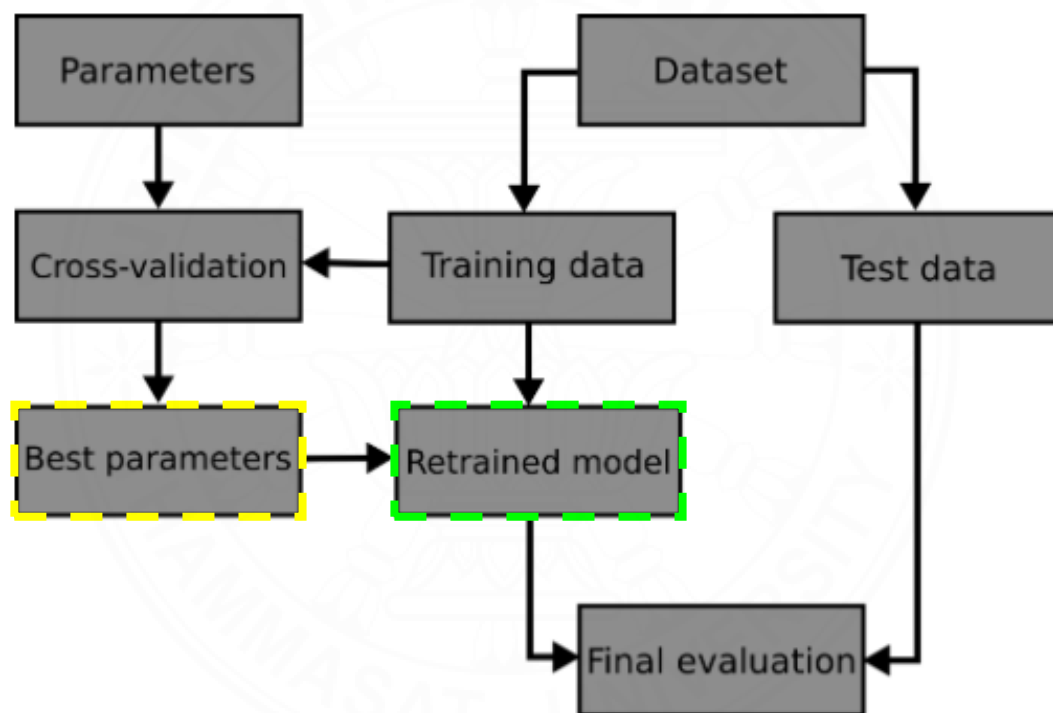 Parameters
Dataset
Cross-validation
Training data
Test data
Best parameters
Retrained model
Final evaluation